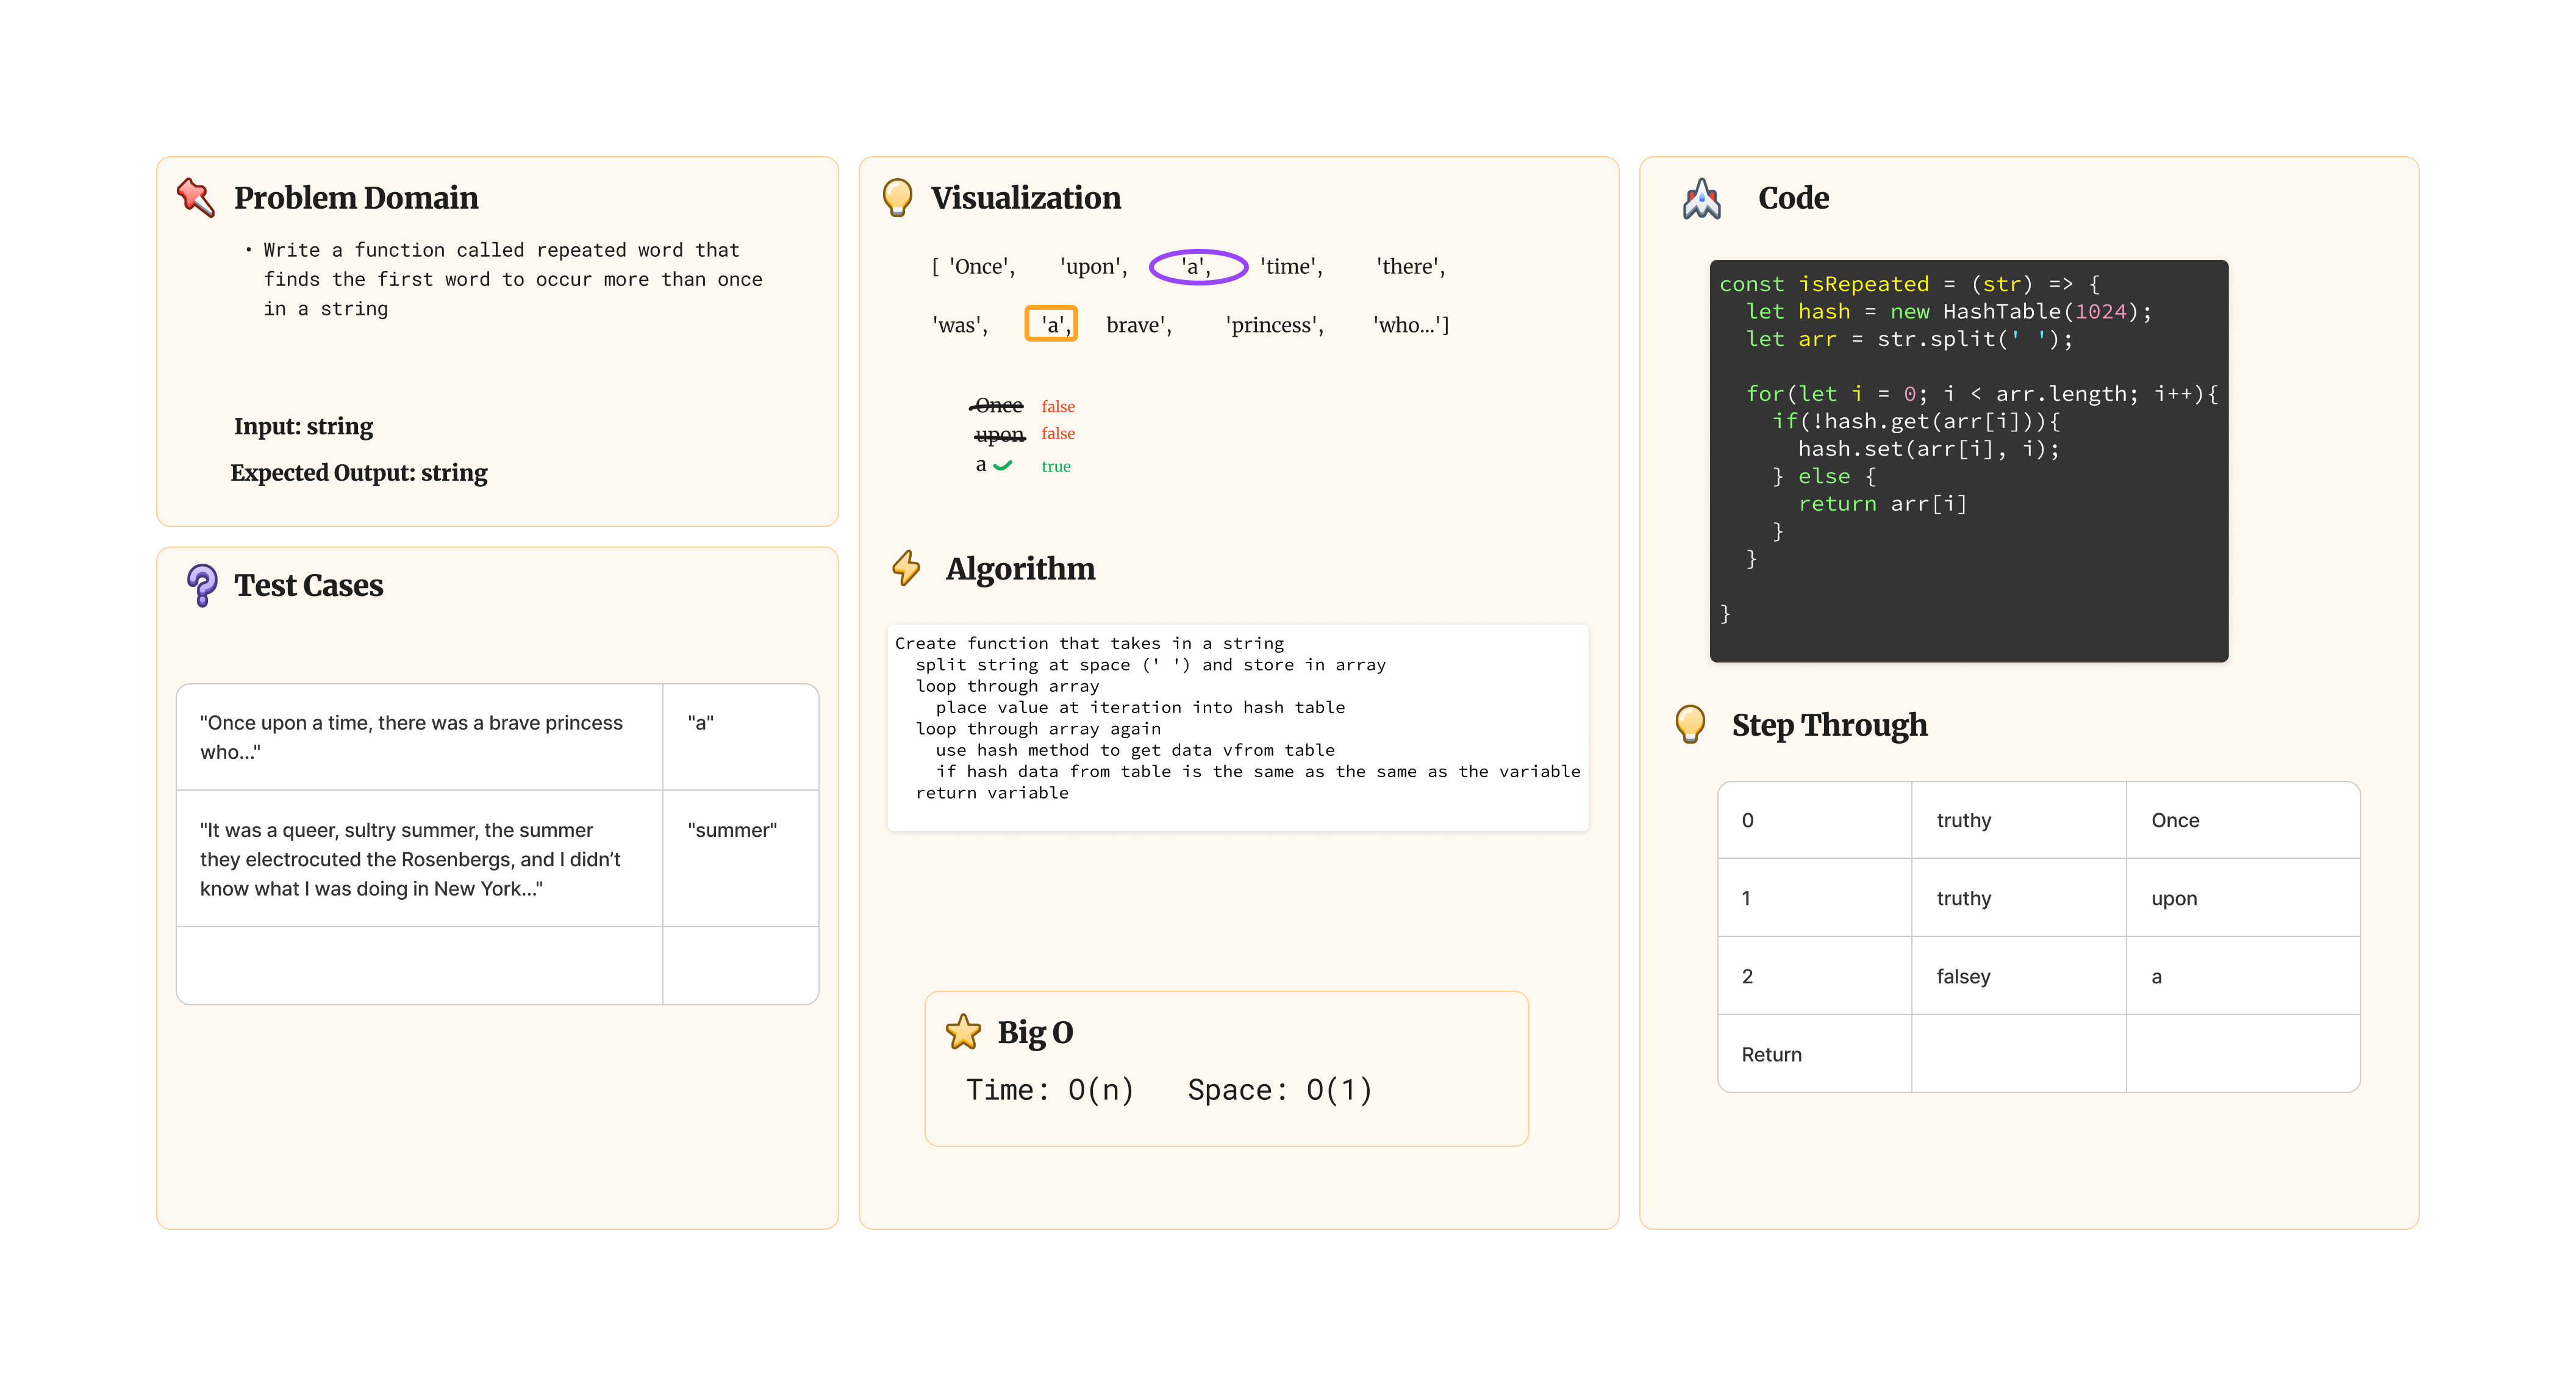 Problem Domain
• Write a function called repeated word that
finds the first word to occur more than once
in a string
Input: string
Expected Output: string
Test Cases
"Once upon a time, there was a brave princess
who..."
"a"
"It was a queer, sultry summer, the summer
they electrocuted the Rosenbergs, and I didn’t
know what I was doing in New York..."
"summer"
Visualization
[ 'Once', 'upon', 'a', 'time', 'there',
'was', 'a', brave', 'princess', 'who...']
Once false
upon false
a true
Algorithm
Create function that takes in a string
split string at space (' ') and store in array
loop through array
place value at iteration into hash table
loop through array again
use hash method to get data vfrom table
if hash data from table is the same as the same as the variable
return variable
Big O
Time: O(n) Space: O(1)
Code
const isRepeated = (str) => {
let hash = new HashTable(1024);
let arr = str.split(' ');
for(let i = 0; i < arr.length; i++){
if(!hash.get(arr[i])){
hash.set(arr[i], i);
} else {
return arr[i]
}
}
}
Step Through
0 truthy Once
1 truthy upon
2 falsey a
Return